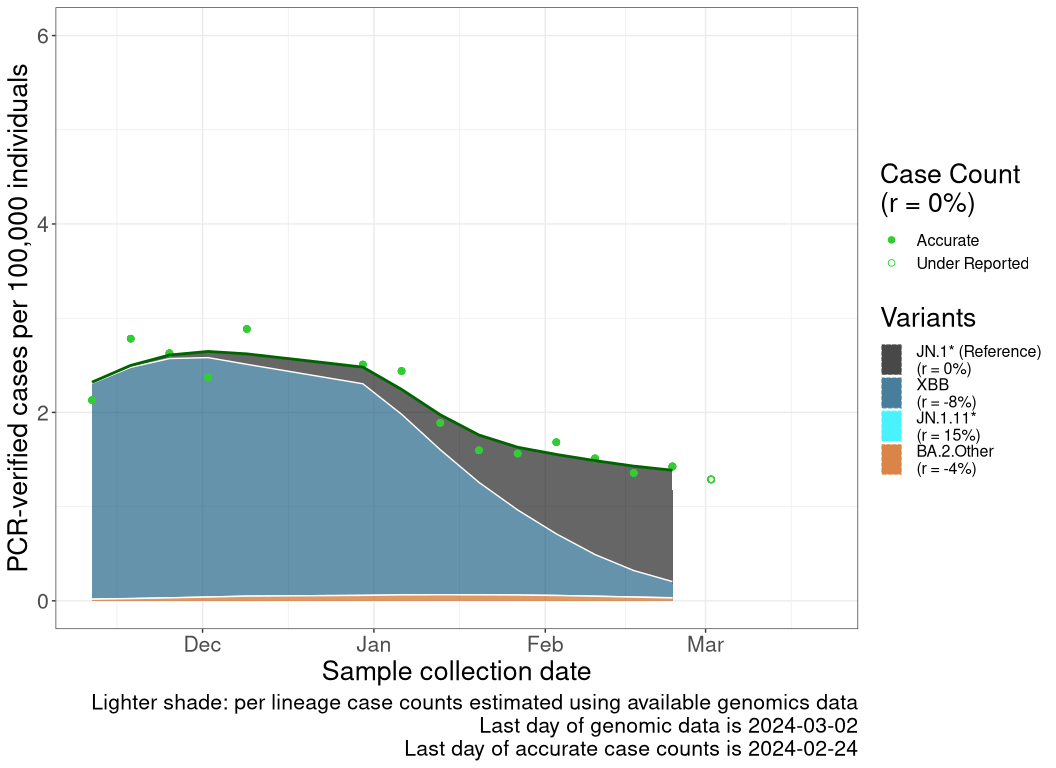 PCR-verified cases per 100,000 individuals
6
4
2
0
Dec
Jan
Feb
Mar
Sample collection date
Lighter shade: per lineage case counts estimated using available genomics data
Last day of genomic data is 2024-03-02
Last day of accurate case counts is 2024-02-24
Case Count
(r = 0%)
Accurate
Under Reported
Variants
JN.1* (Reference)
(r = 0%)
XBB
(r = -8%)
JN.1.11*
(r = 15%)
BA.2.Other
(r = -4%)